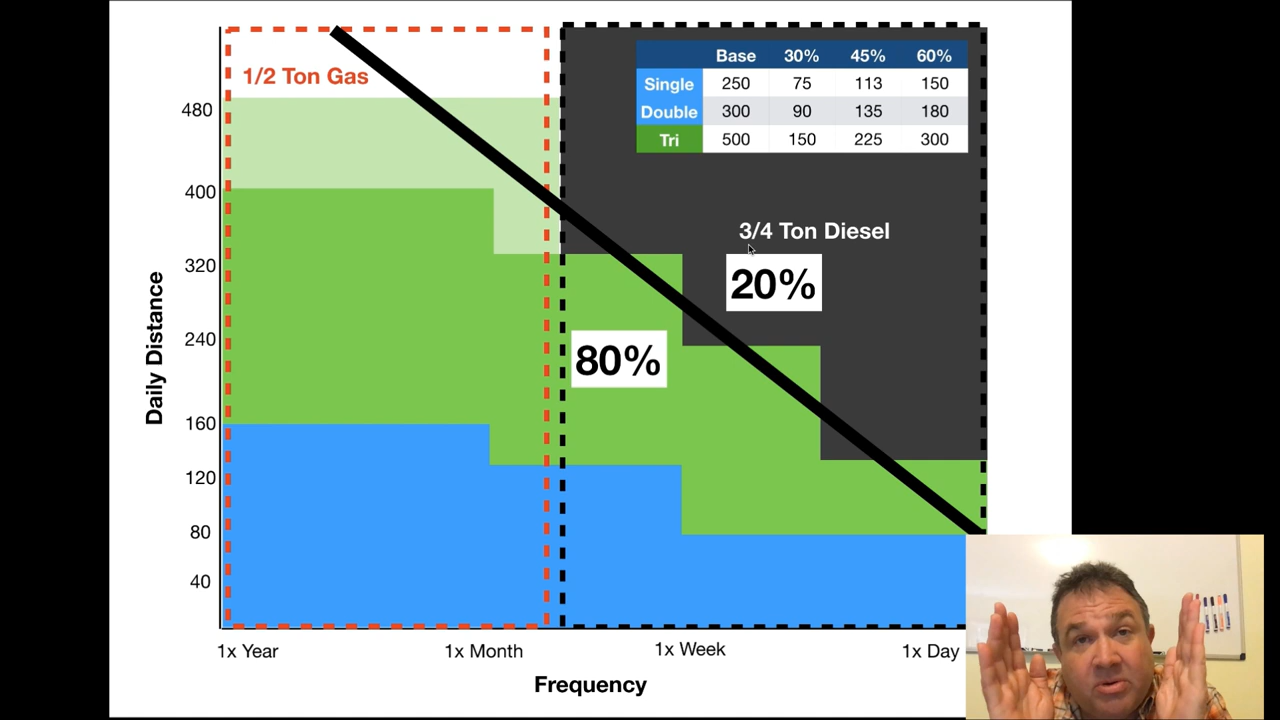 Base 30% 45% 60%
1/2 Ton Gas
Single 250 75 113 150
480
Double 300 90 135 180
Tri 500 150 225 300
400
3/4 Ton Diesel
320
20%
240
80%
Daily Distance
160
120
80
40
1x Year 1x Month 1x Week 1x Day
Frequency